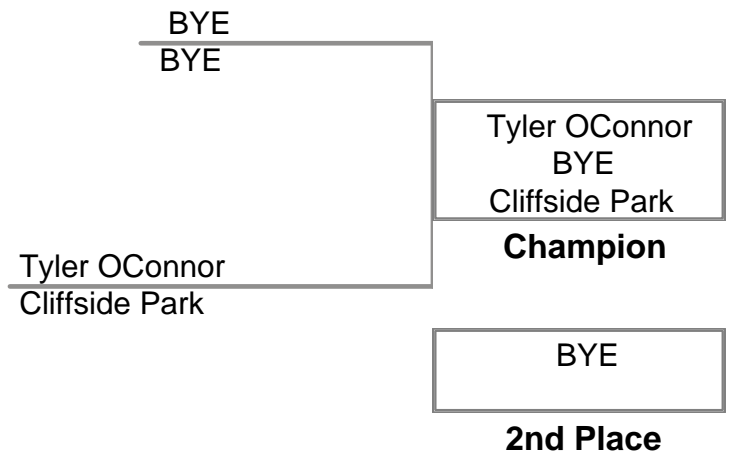 BYE
BYE
Tyler OConnor
BYE
Cliffside Park
Champion
Tyler OConnor
Cliffside Park
BYE
2nd Place